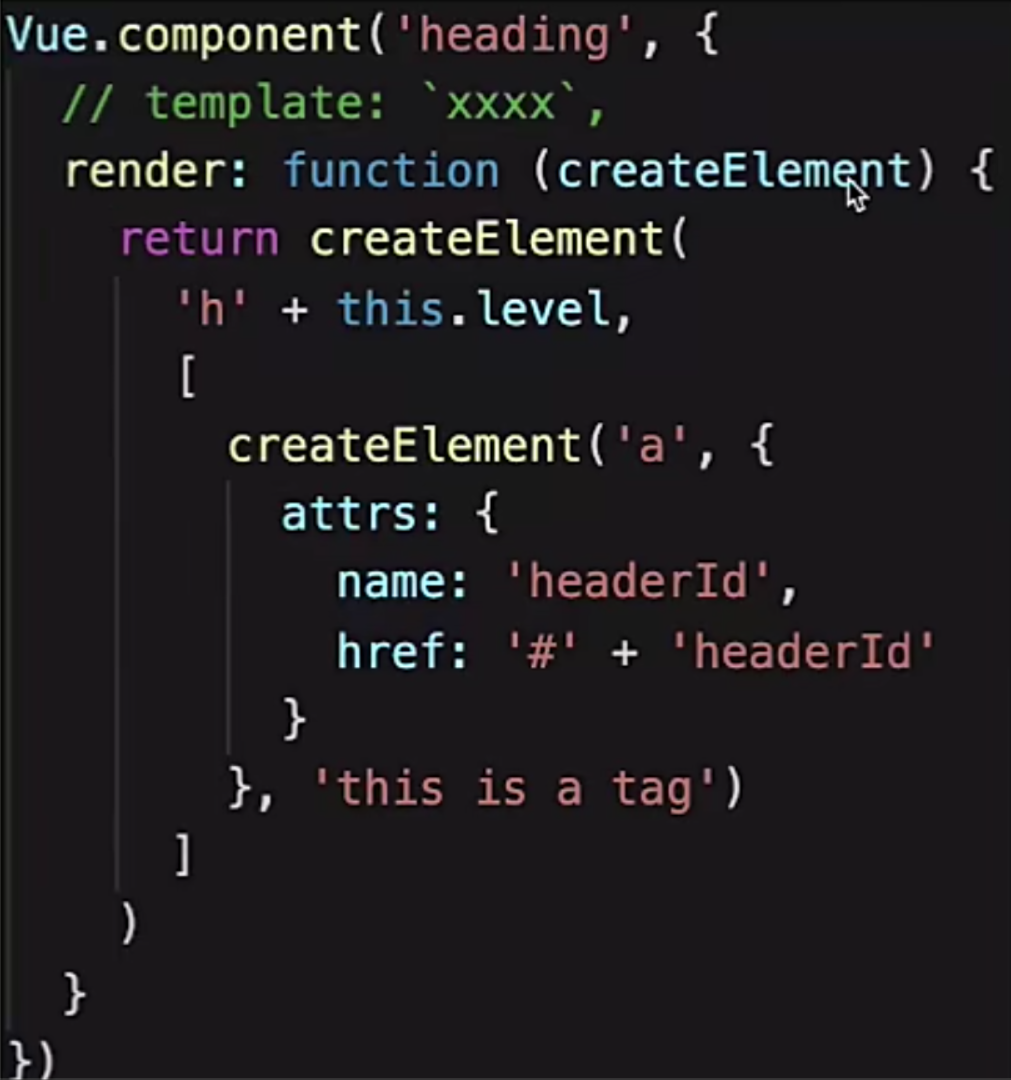 Vue.component('heading', {
  // template: `xxxx`,
  render: function (createElement) {
    return createElement(
      'h' + this.level,
      [
        createElement('a', {
          attrs: {
            name: 'headerId',
            href: '#' + 'headerId'
          }
        }, 'this is a tag')
      ]
    )
  }
})